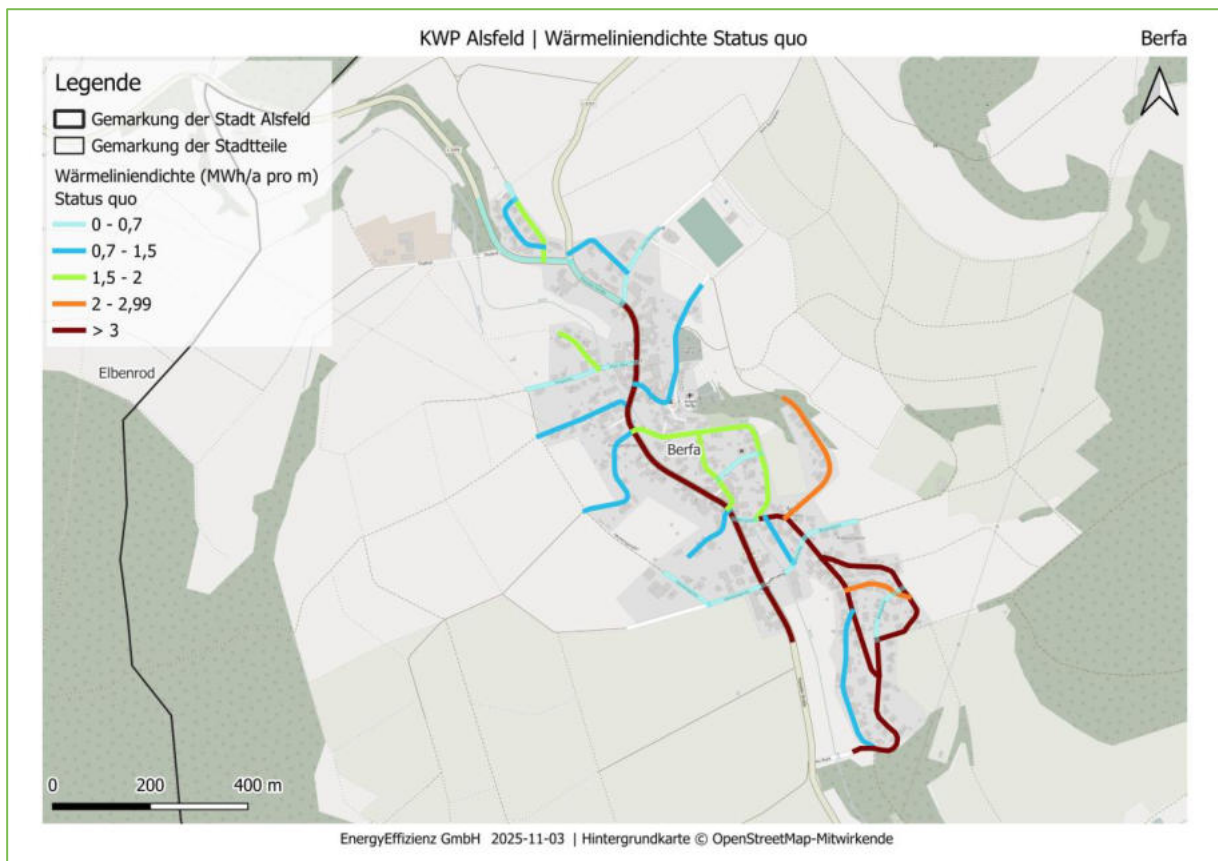 KWP Alsfeld | Wärmeliniendichte Status quo
Berfa
Legende
Gemarkung der Stadt Alsfeld
Gemarkung der Stadtteile
Wärmeliniendichte (MWh/a pro m)
Status quo
0 - 0,7
0,7 - 1,5
1,5 - 2
2 - 2,99
> 3
Elbenrod
Berfa
0 200 400 m
EnergyEffizienz GmbH 2025-11-03 | Hintergrundkarte © OpenStreetMap-Mitwirkende